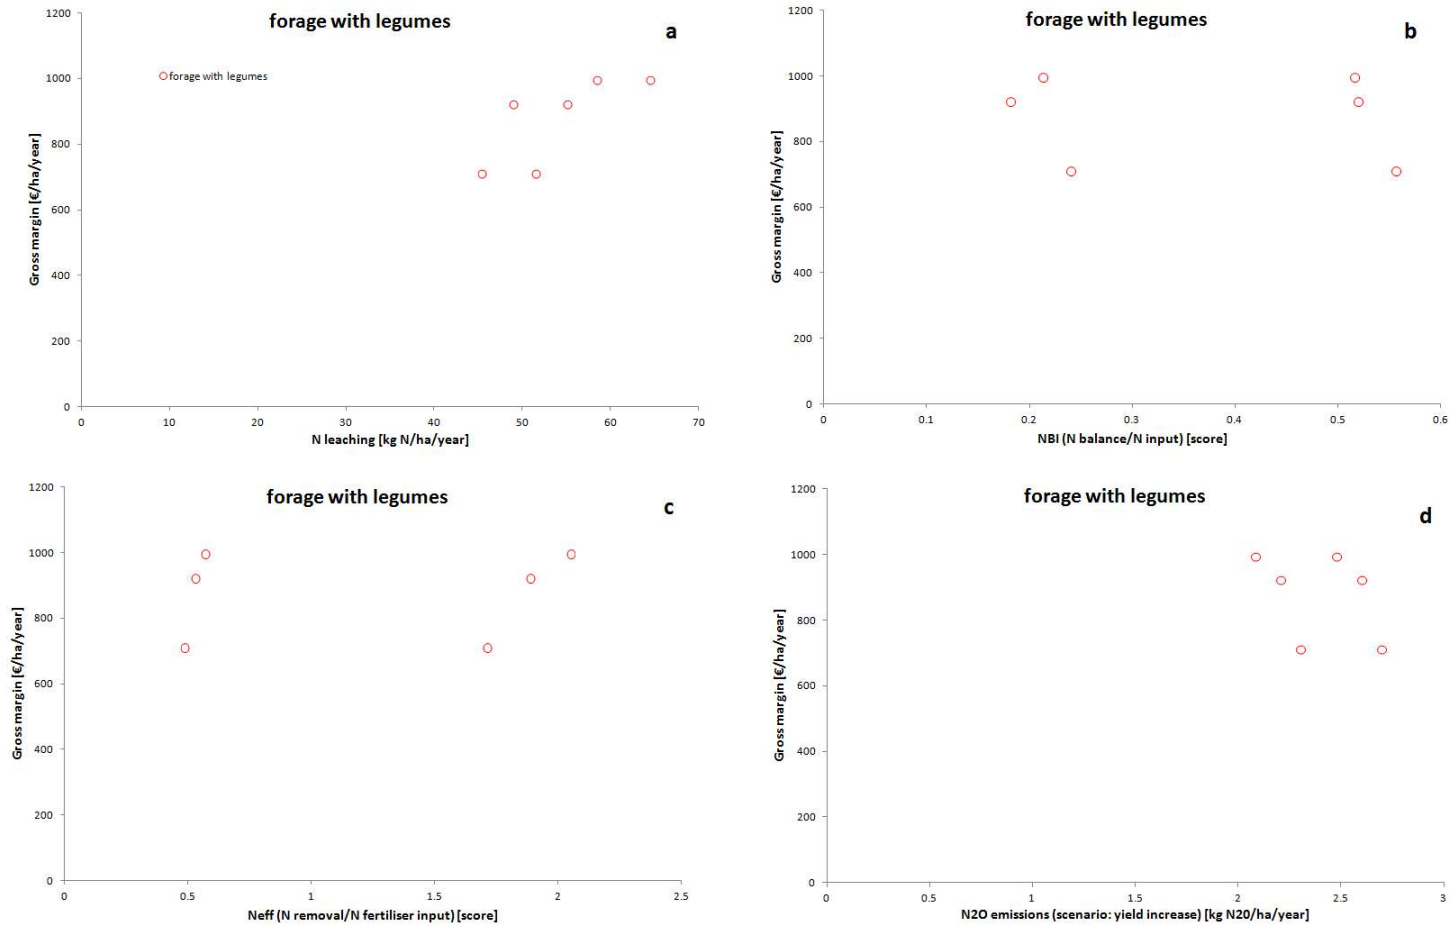 forage with legumes
a
1200
1000
800
600
400
200
0
forage with legumes
Gross margin [€/ha/year]
0 10 20 30 40 50 60 70
N leaching [kg N/ha/year]
forage with legumes
b
1200
1000
800
600
400
200
0
Gross margin [€/ha/year]
0 0.1 0.2 0.3 0.4 0.5 0.6
NBI (N balance/N input) [score]
forage with legumes
c
1200
1000
800
600
400
200
0
Gross margin [€/ha/year]
0 0.5 1 1.5 2 2.5
Neff (N removal/N fertiliser input) [score]
forage with legumes
d
1200
1000
800
600
400
200
0
Gross margin [€/ha/year]
0 0.5 1 1.5 2 2.5 3
N2O emissions (scenario: yield increase) [kg N20/ha/year]